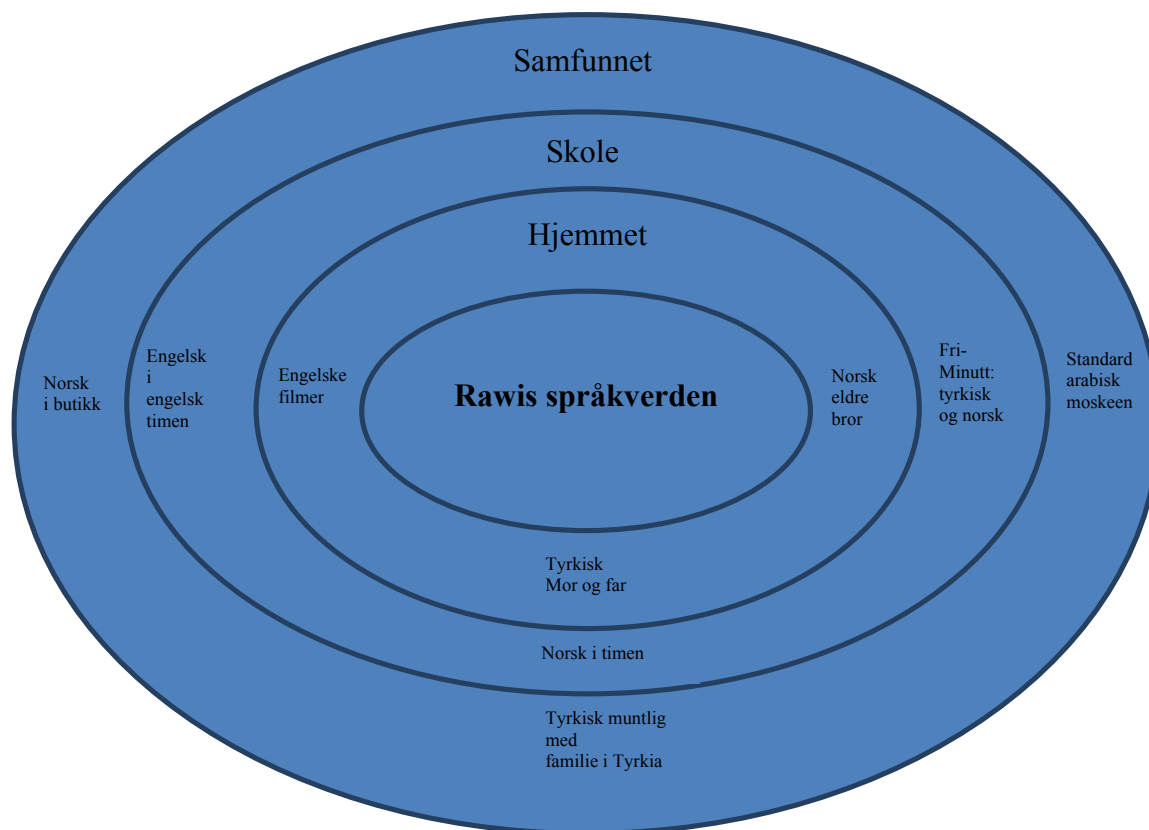 Samfunnet
Skole
Hjemmet
Rawis språkverden
Norsk
i butikk
Engelsk
i
engelsk
timen
Engelske
filmer
Norsk
eldre
bror
Fri-
Minutt:
tyrkisk
og norsk
Standard
arabisk
moskeen
Tyrkisk
Mor og far
Norsk i timen
Tyrkisk muntlig
med
familie i Tyrkia